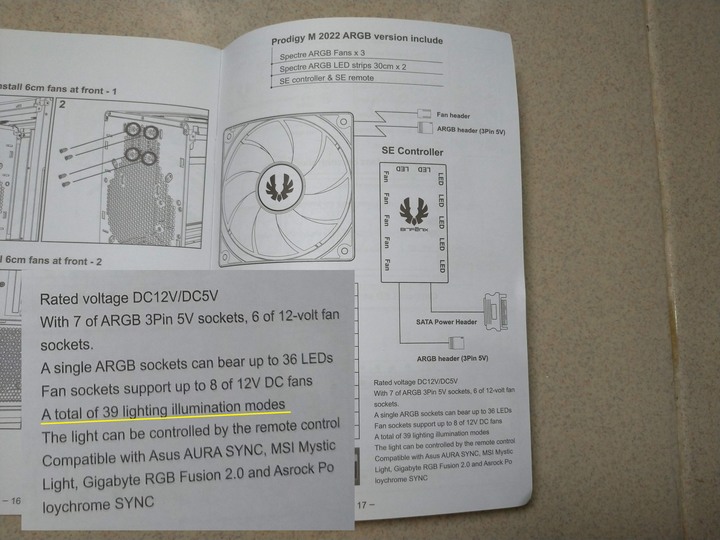 nstall 6cm fans at front - 1
2
l 6cm fans at front - 2
– 16
Prodigy M 2022 ARGB version include
Spectre ARGB Fans x 3
Spectre ARGB LED strips 30cm x 2
SE controller & SE remote
Fan header
ARGB header (3Pin 5V)
SE Controller
LED LED
Fan LED
Fan LED
Fan LED
Fan LED
Fan LED
BITFENIX
SATA Power Header
ARGB header (3Pin 5V)
Rated voltage DC12V/DC5V
With 7 of ARGB 3Pin 5V sockets, 6 of 12-volt fan
sockets.
A single ARGB sockets can bear up to 36 LEDs
Fan sockets support up to 8 of 12V DC fans
A total of 39 lighting illumination modes
The light can be controlled by the remote control
Compatible with Asus AURA SYNC, MSI Mystic
Light, Gigabyte RGB Fusion 2.0 and Asrock Po
loychrome SYNC
17 –
Rated voltage DC12V/DC5V
With 7 of ARGB 3Pin 5V sockets, 6 of 12-volt fan
sockets.
A single ARGB sockets can bear up to 36 LEDs
Fan sockets support up to 8 of 12V DC fans
A total of 39 lighting illumination modes
The light can be controlled by the remote control
Compatible with Asus AURA SYNC, MSI Mystic
Light, Gigabyte RGB Fusion 2.0 and Asrock Po
loychrome SYNC